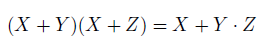 (X + Y)(X + Z) = X + Y · Z